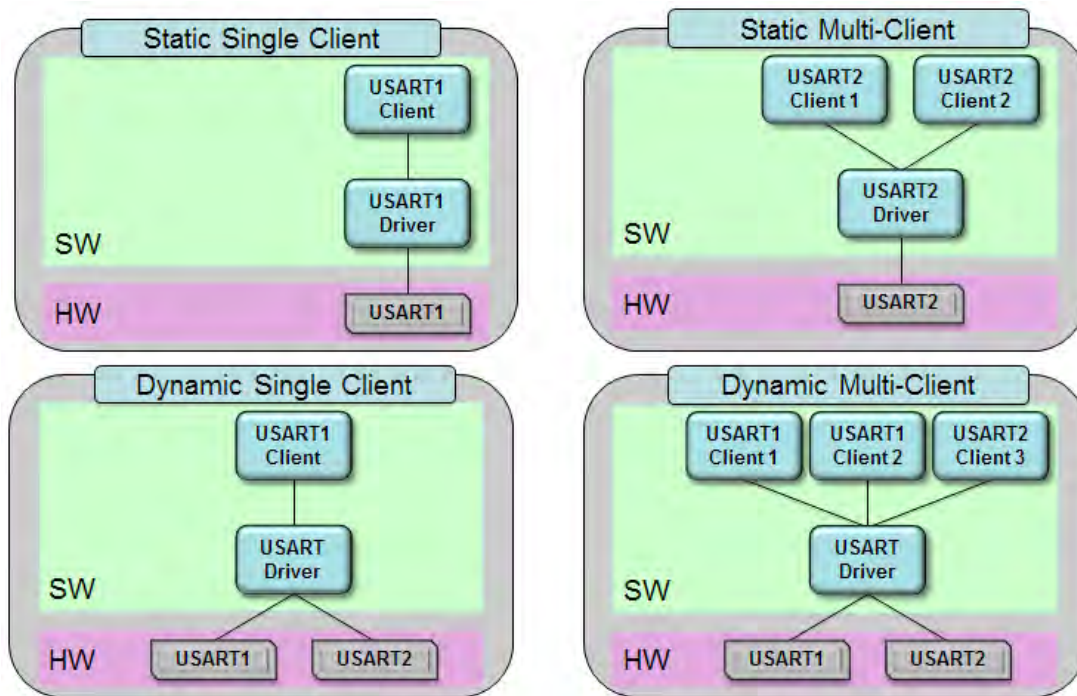 Static Single Client
USART1
Client
USART1
Driver
SW
HW
USART1
Static Multi-Client
USART2
Client 1
USART2
Client 2
USART2
Driver
SW
HW
USART2
Dynamic Single Client
USART1
Client
USART
Driver
SW
HW
USART1
USART2
Dynamic Multi-Client
USART1
Client 1
USART1
Client 2
USART2
Client 3
USART
Driver
SW
HW
USART1
USART2